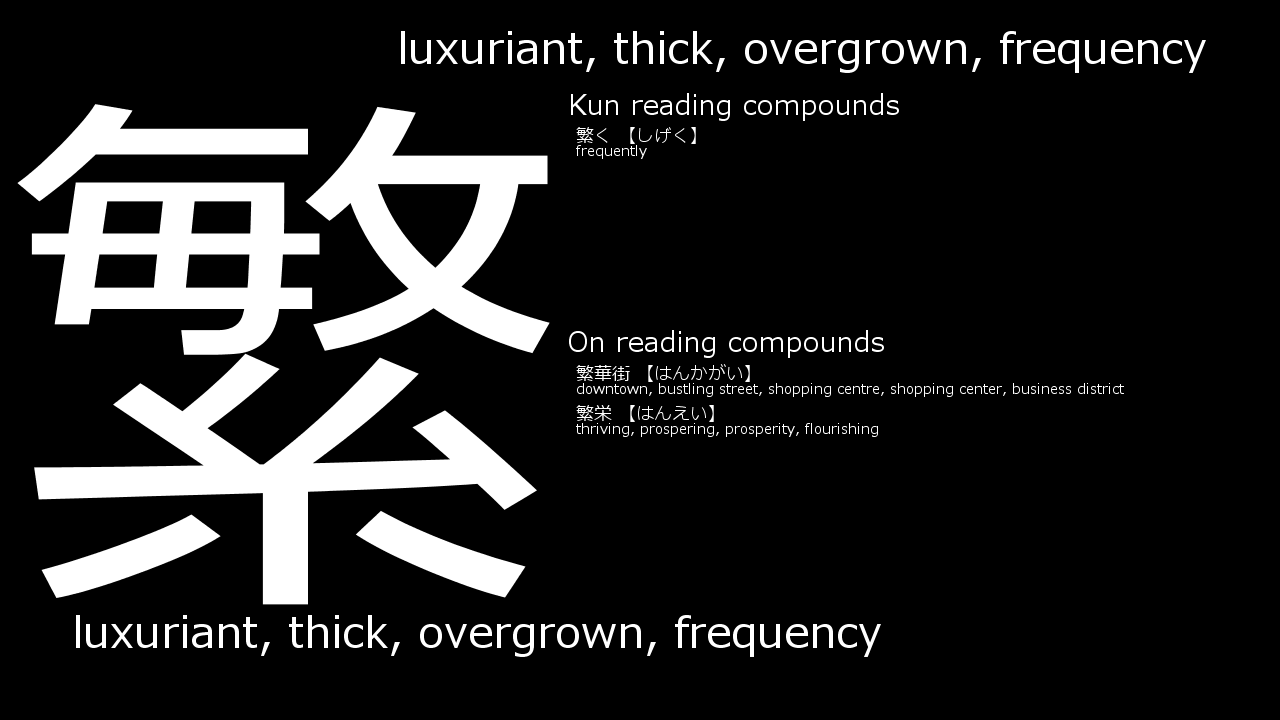 luxuriant, thick, overgrown, frequency
繁
Kun reading compounds
繁く 【しげく】
frequently
On reading compounds
繁華街 【はんかがい】
downtown, bustling street, shopping centre, shopping center, business district
繁栄 【はんえい】
thriving, prospering, prosperity, flourishing
luxuriant, thick, overgrown, frequency